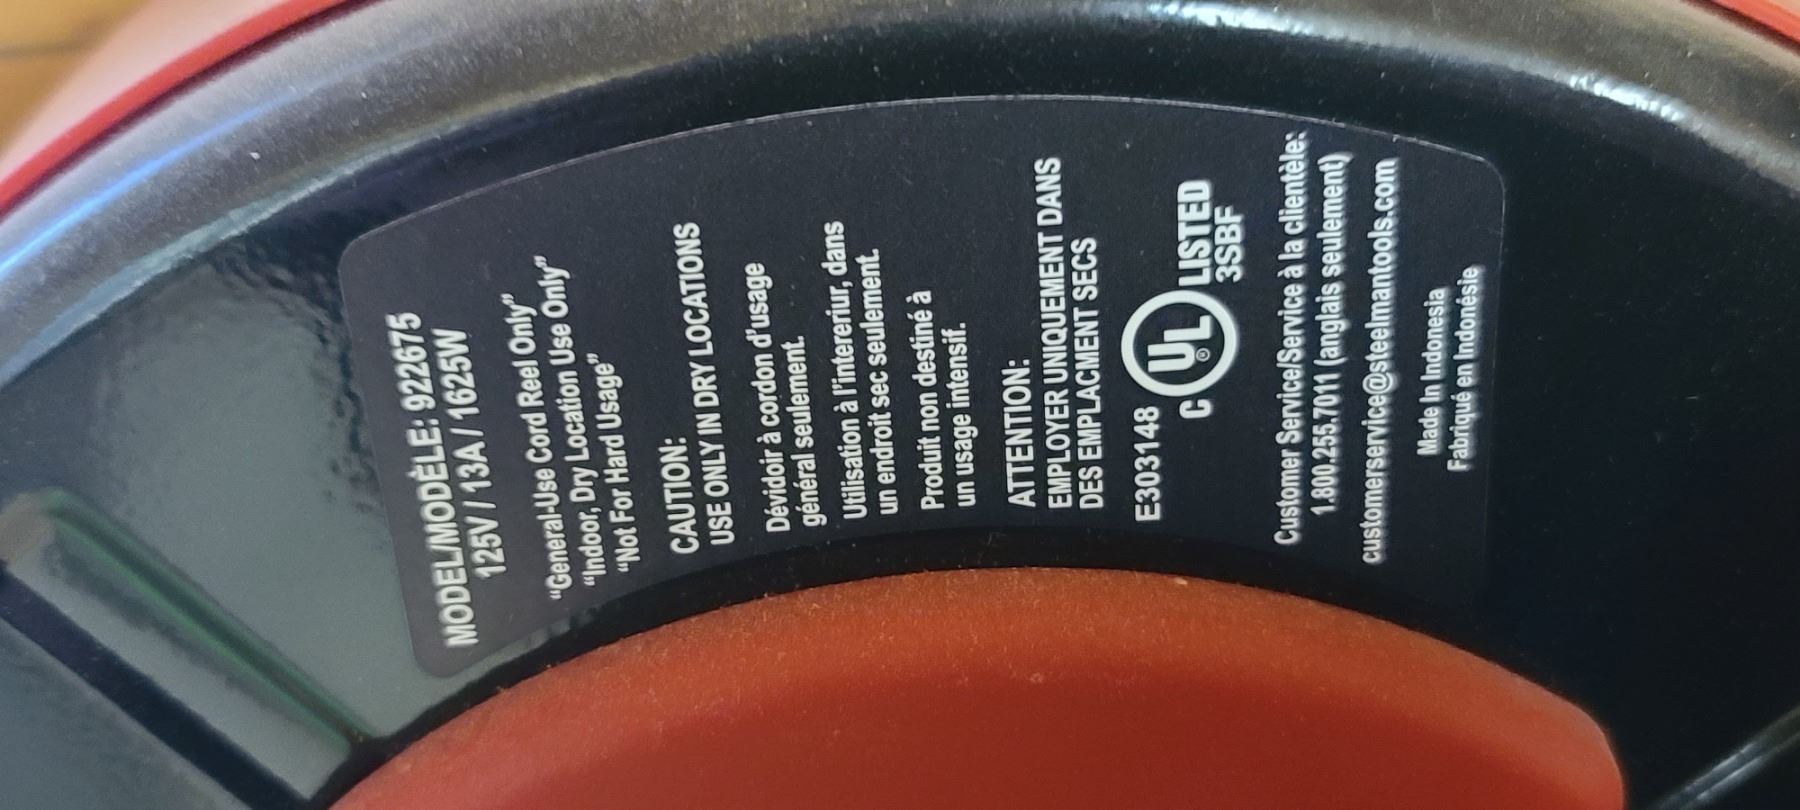 MODEL/MODÈLE: 922675
125V / 13A / 1625W
“General-Use Cord Reel Only”
“Indoor, Dry Location Use Only”
“Not For Hard Usage”
CAUTION:
USE ONLY IN DRY LOCATIONS
Dévidoir à cordon d'usage
général seulement.
Utilisation à l'intereriur, dans
un endroit sec seulement.
Produit non destiné à
un usage intensif.
ATTENTION:
EMPLOYER UNIQUEMENT DANS
DES EMPLACMENT SECS
E303148
C UL ® LISTED
3SBF
Customer Service/Service à la clientèle:
1.800.255.7011 (anglais seulement)
customerservice@steelmantools.com
Made In Indonesia
Fabriqué en Indonésie